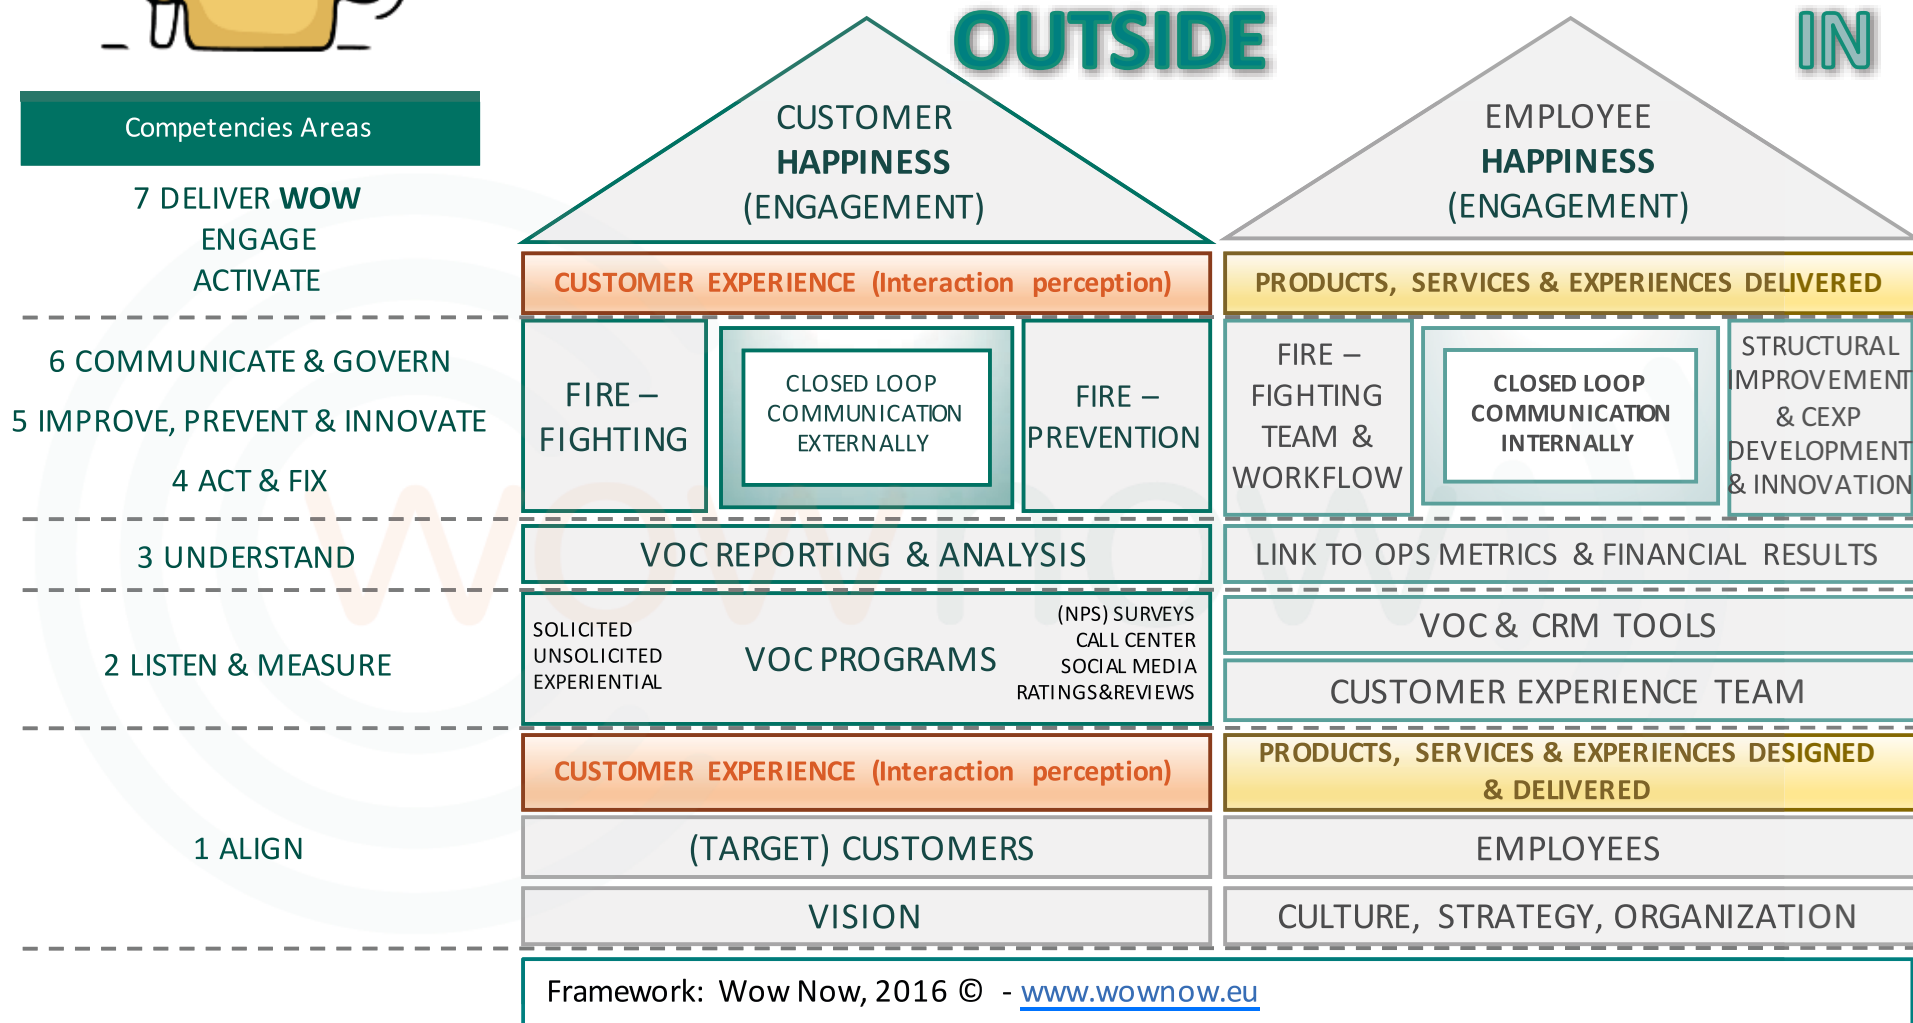 OUTSIDE
IN
Competencies Areas
7 DELIVER WOW
ENGAGE
ACTIVATE
6 COMMUNICATE & GOVERN
5 IMPROVE, PREVENT & INNOVATE
4 ACT & FIX
3 UNDERSTAND
2 LISTEN & MEASURE
1 ALIGN
CUSTOMER
HAPPINESS
(ENGAGEMENT)
CUSTOMER EXPERIENCE (Interaction perception)
FIRE –
FIGHTING
CLOSED LOOP
COMMUNICATION
EXTERNALLY
FIRE –
PREVENTION
VOC REPORTING & ANALYSIS
SOLICITED
UNSOLICITED
EXPERIENTIAL
VOC PROGRAMS
(NPS) SURVEYS
CALL CENTER
SOCIAL MEDIA
RATINGS&REVIEWS
CUSTOMER EXPERIENCE (Interaction perception)
(TARGET) CUSTOMERS
VISION
EMPLOYEE
HAPPINESS
(ENGAGEMENT)
PRODUCTS, SERVICES & EXPERIENCES DELIVERED
FIRE –
FIGHTING
TEAM &
WORKFLOW
CLOSED LOOP
COMMUNICATION
INTERNALLY
STRUCTURAL
IMPROVEMENT
& CEXP
DEVELOPMENT
& INNOVATION
LINK TO OPS METRICS & FINANCIAL RESULTS
VOC & CRM TOOLS
CUSTOMER EXPERIENCE TEAM
PRODUCTS, SERVICES & EXPERIENCES DESIGNED
& DELIVERED
EMPLOYEES
CULTURE, STRATEGY, ORGANIZATION
Framework: Wow Now, 2016 © - www.wownow.eu
wownow